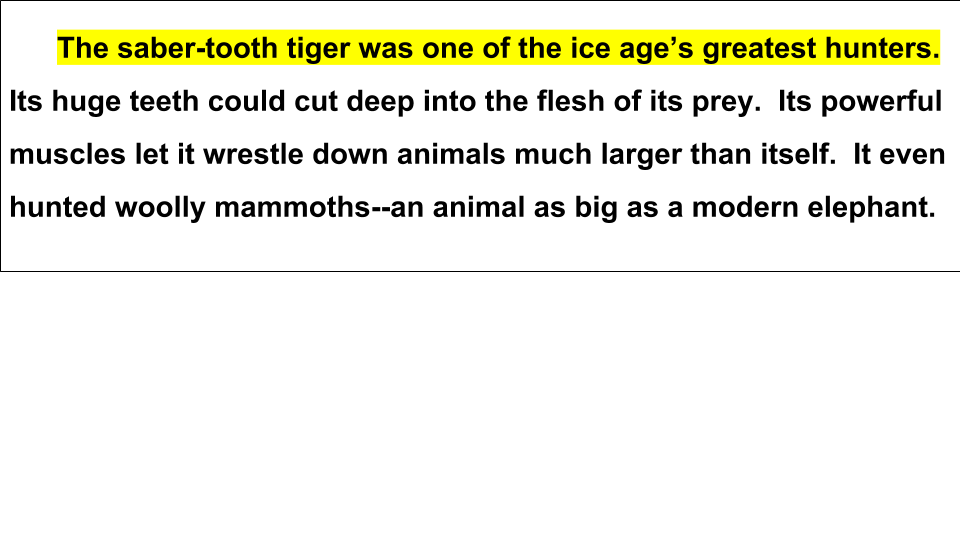 The saber-tooth tiger was one of the ice age’s greatest hunters.
Its huge teeth could cut deep into the flesh of its prey.  Its powerful
muscles let it wrestle down animals much larger than itself.  It even
hunted woolly mammoths--an animal as big as a modern elephant.